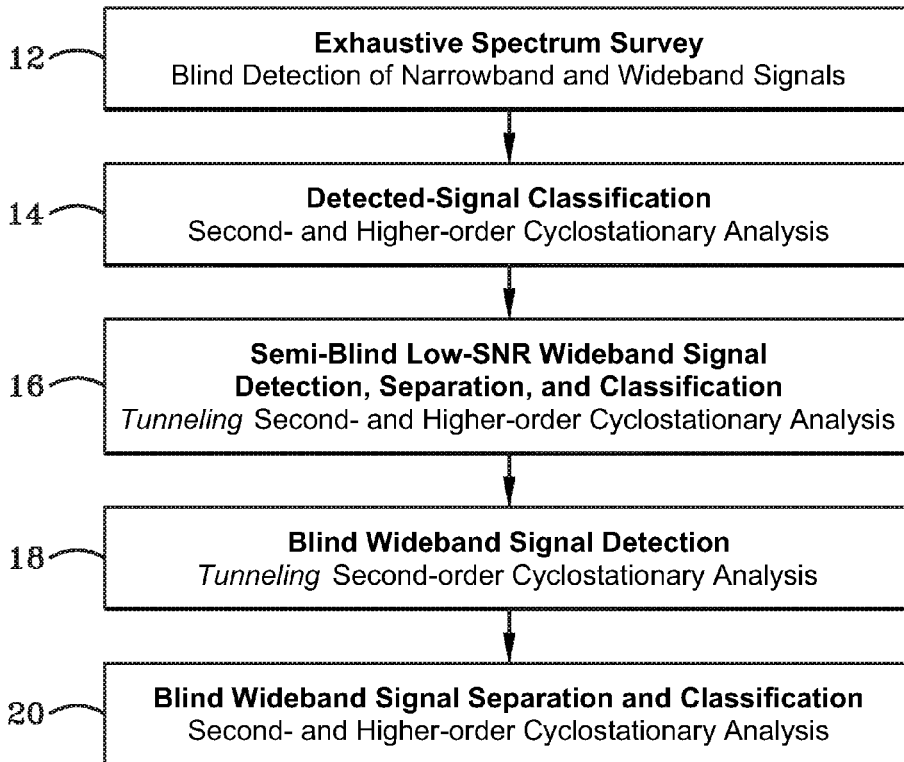 12
Exhaustive Spectrum Survey
Blind Detection of Narrowband and Wideband Signals
14
Detected-Signal Classification
Second- and Higher-order Cyclostationary Analysis
16
Semi-Blind Low-SNR Wideband Signal
Detection, Separation, and Classification
Tunneling Second- and Higher-order Cyclostationary Analysis
18
Blind Wideband Signal Detection
Tunneling Second-order Cyclostationary Analysis
20
Blind Wideband Signal Separation and Classification
Second- and Higher-order Cyclostationary Analysis